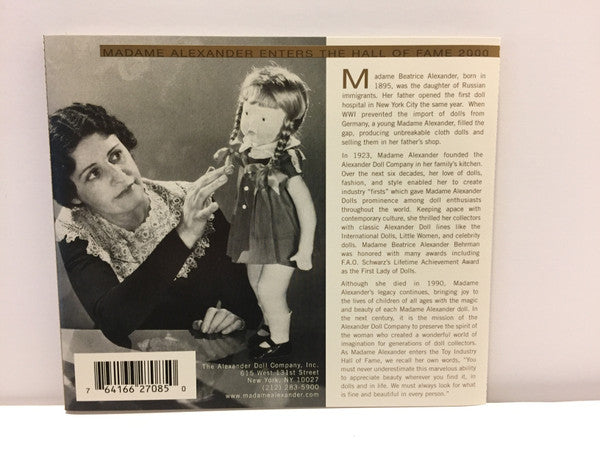 MADAME ALEXANDER ENTERS THE HALL OF FAME 2000
Madame Beatrice Alexander, born in
1895, was the daughter of Russian
immigrants. Her father opened the first doll
hospital in New York City the same year. When
WWI prevented the import of dolls from
Germany, a young Madame Alexander, filled the
gap, producing unbreakable cloth dolls and
selling them in her father's shop.
In 1923, Madame Alexander founded the
Alexander Doll Company in her family's kitchen.
Over the next six decades, her love of dolls,
fashion, and style enabled her to create
industry "firsts" which gave Madame Alexander
Dolls prominence among doll enthusiasts
throughout the world. Keeping apace with
contemporary culture, she thrilled her collectors
with classic Alexander Doll lines like the
International Dolls, Little Women, and celebrity
dolls. Madame Beatrice Alexander Behrman
was honored with many awards including
F.A.O. Schwarz's Lifetime Achievement Award
as the First Lady of Dolls.
Although she died in 1990, Madame
Alexander's legacy continues, bringing joy to
the lives of children of all ages with the magic
and beauty of each Madame Alexander doll. In
the next century, it is the mission of the
Alexander Doll Company to preserve the spirit of
the woman who created a wonderful world of
imagination for generations of doll collectors.
As Madame Alexander enters the Toy Industry
Hall of Fame, we recall her own words, "You
must never underestimate this marvelous ability
to appreciate beauty wherever you find it, in
dolls and in life. We must always look for what
is fine and beautiful in every person."
The Alexander Doll Company, Inc.
615 West 131st Street
New York, NY 10027
(212) 283-5900
www.madamealexander.com
7 64166 27085 0